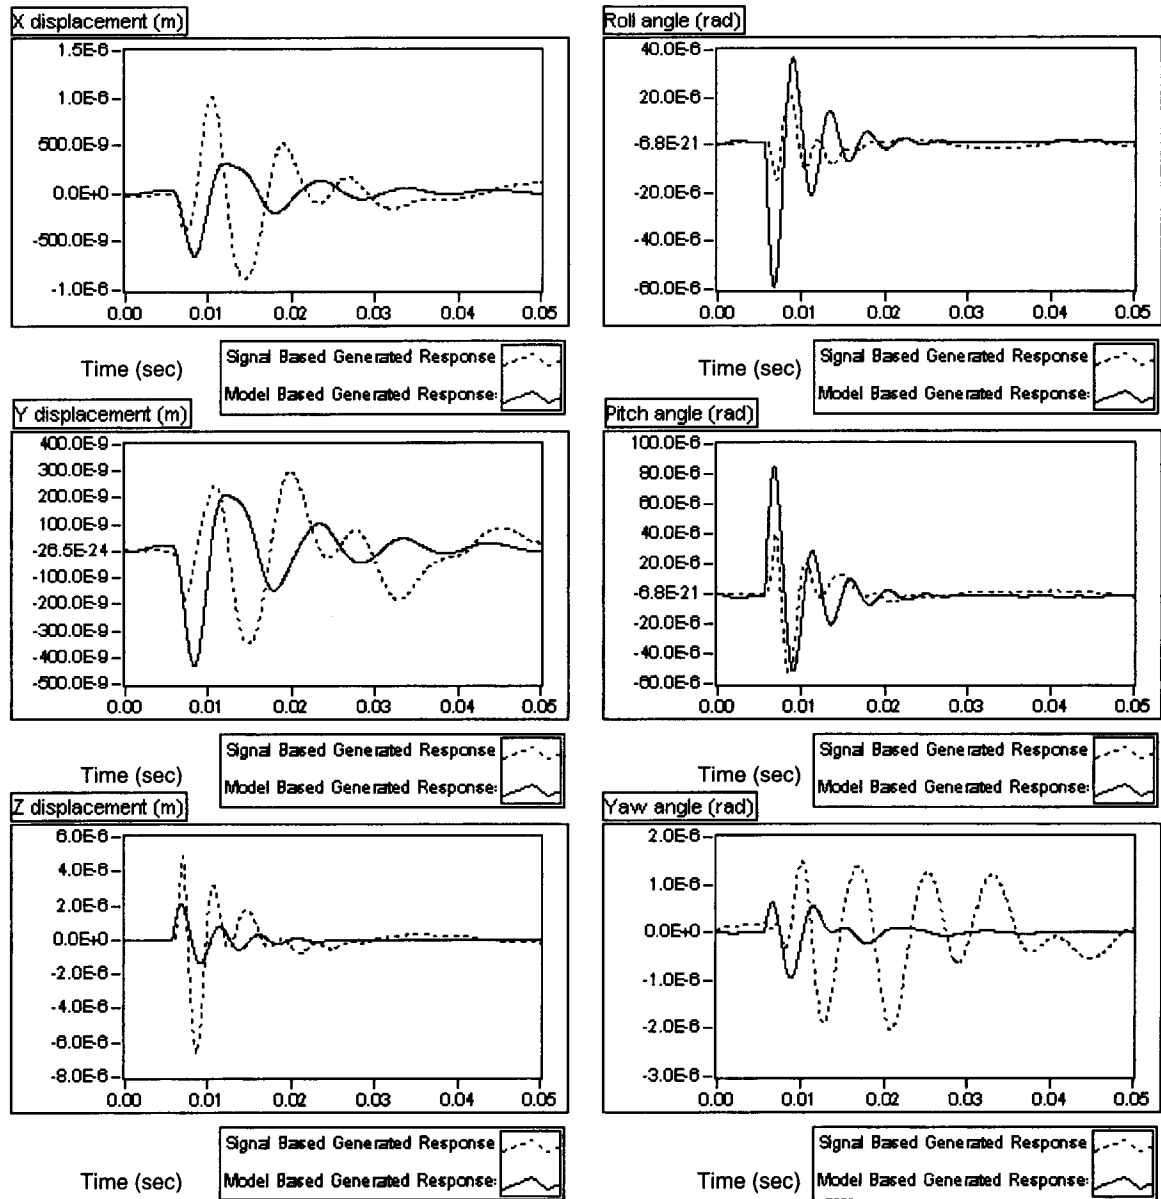 X displacement (m)
1.5E-6
1.0E-6
500.0E-9
0.0E+0
-500.0E-9
-1.0E-6
0.00 0.01 0.02 0.03 0.04 0.05
Time (sec)
Signal Based Generated Response
Model Based Generated Response:
Roll angle (rad)
40.0E-6
20.0E-6
-6.8E-21
-20.0E-6
-40.0E-6
-60.0E-6
0.00 0.01 0.02 0.03 0.04 0.05
Time (sec)
Signal Based Generated Response
Model Based Generated Response:
Y displacement (m)
400.0E-9
300.0E-9
200.0E-9
100.0E-9
-26.5E-24
-100.0E-9
-200.0E-9
-300.0E-9
-400.0E-9
-500.0E-9
0.00 0.01 0.02 0.03 0.04 0.05
Time (sec)
Signal Based Generated Response
Model Based Generated Response:
Pitch angle (rad)
100.0E-6
80.0E-6
60.0E-6
40.0E-6
20.0E-6
-6.8E-21
-20.0E-6
-40.0E-6
-60.0E-6
0.00 0.01 0.02 0.03 0.04 0.05
Time (sec)
Signal Based Generated Response
Model Based Generated Response:
Z displacement (m)
6.0E-6
4.0E-6
2.0E-6
0.0E+0
-2.0E-6
-4.0E-6
-6.0E-6
-8.0E-6
0.00 0.01 0.02 0.03 0.04 0.05
Time (sec)
Signal Based Generated Response
Model Based Generated Response:
Yaw angle (rad)
2.0E-6
1.0E-6
0.0E+0
-1.0E-6
-2.0E-6
-3.0E-6
0.00 0.01 0.02 0.03 0.04 0.05
Time (sec)
Signal Based Generated Response
Model Based Generated Response: